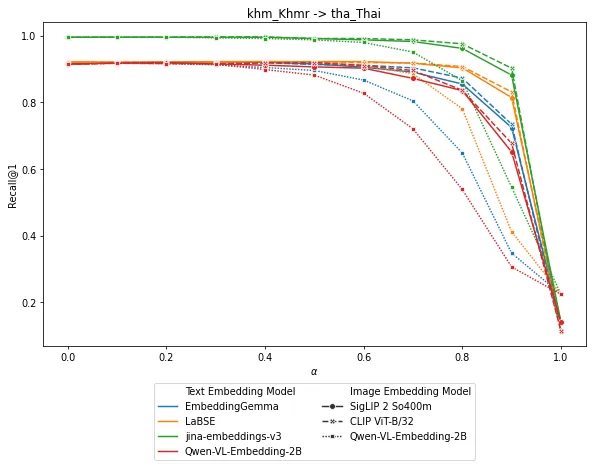 khm_Khmr -> tha_Thai
1.0
0.8
0.6
0.4
0.2
Recall@1
0.0 0.2 0.4 0.6 0.8 1.0
α
Text Embedding Model
EmbeddingGemma
LaBSE
jina-embeddings-v3
Qwen-VL-Embedding-2B
Image Embedding Model
SigLIP 2 So400m
CLIP ViT-B/32
Qwen-VL-Embedding-2B